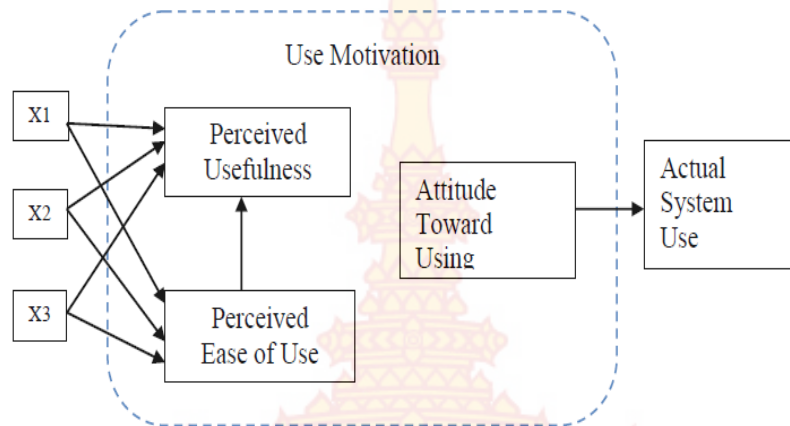 Use Motivation
X1
X2
X3
Perceived
Usefulness
Perceived
Ease of Use
Attitude
Toward
Using
Actual
System
Use